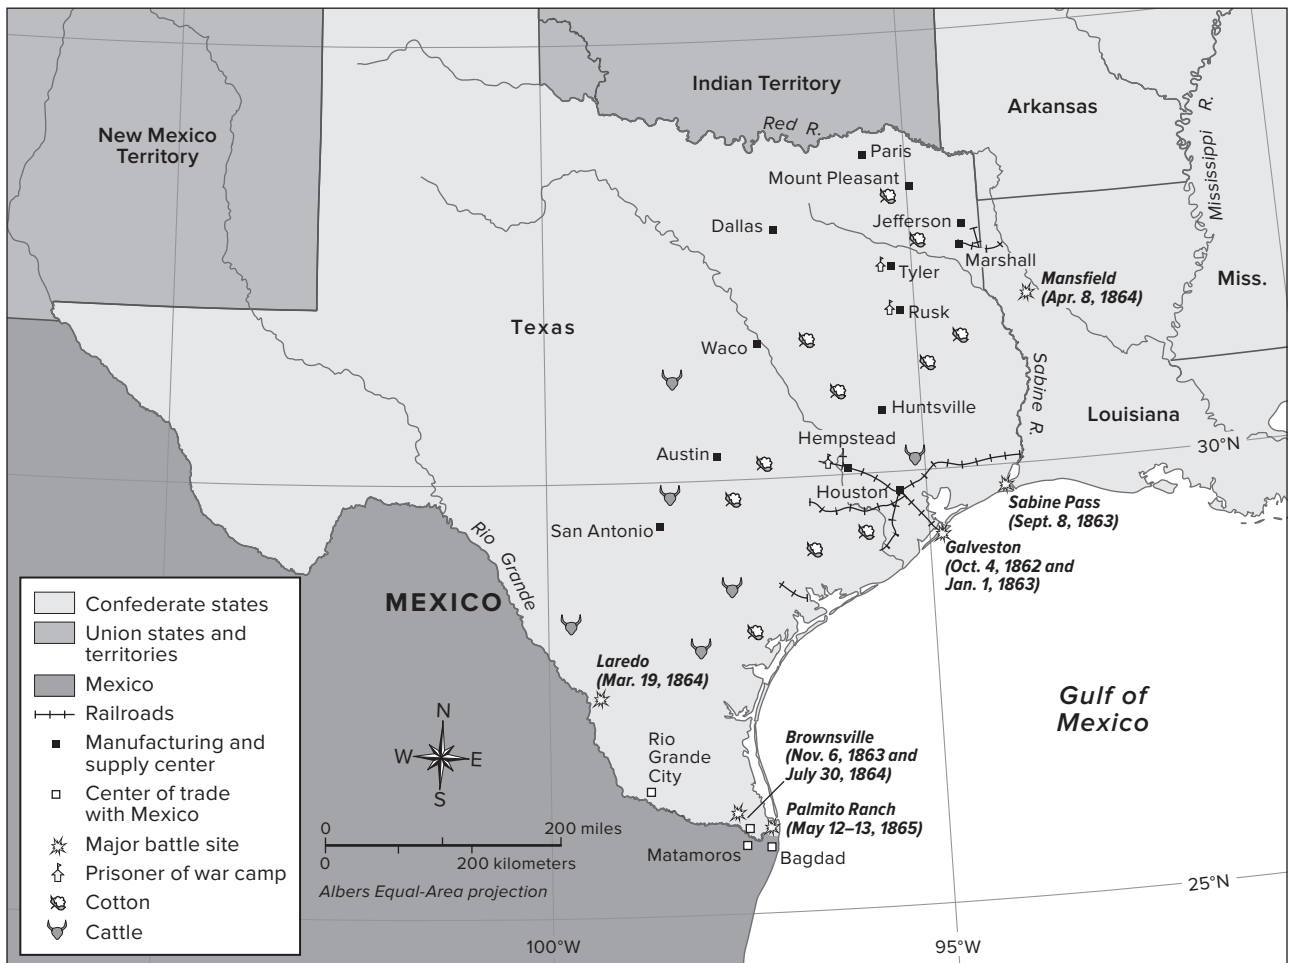 Indian Territory
Arkansas
Red R.
Mississippi R.
New Mexico
Territory
Paris
Mount Pleasant
Jefferson
Dallas
Marshall
Tyler
Mansfield
(Apr. 8, 1864)
Miss.
Rusk
Texas
Waco
Sabine R.
Huntsville
Louisiana
Hempstead
30°N
Austin
Houston
Sabine Pass
(Sept. 8, 1863)
San Antonio
Rio Grande
Galveston
(Oct. 4, 1862 and
Jan. 1, 1863)
MEXICO
Laredo
(Mar. 19, 1864)
Gulf of
Mexico
Rio
Grande
City
Brownsville
(Nov. 6, 1863 and
July 30, 1864)
Palmito Ranch
(May 12–13, 1865)
Matamoros
Bagdad
25°N
100°W
95°W
Confederate states
Union states and
territories
Mexico
Railroads
Manufacturing and
supply center
Center of trade
with Mexico
Major battle site
Prisoner of war camp
Cotton
Cattle
N
W
E
S
0
200 miles
0
200 kilometers
Albers Equal-Area projection